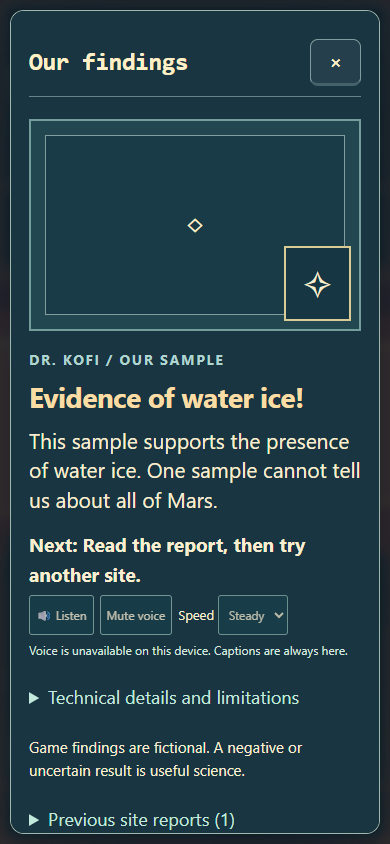 Our findings
×
DR. KOFI / OUR SAMPLE
Evidence of water ice!
This sample supports the presence
of water ice. One sample cannot tell
us about all of Mars.
Next: Read the report, then try
another site.
Listen Mute voice Speed Steady
Voice is unavailable on this device. Captions are always here.
Technical details and limitations
Game findings are fictional. A negative or
uncertain result is useful science.
Previous site reports (1)